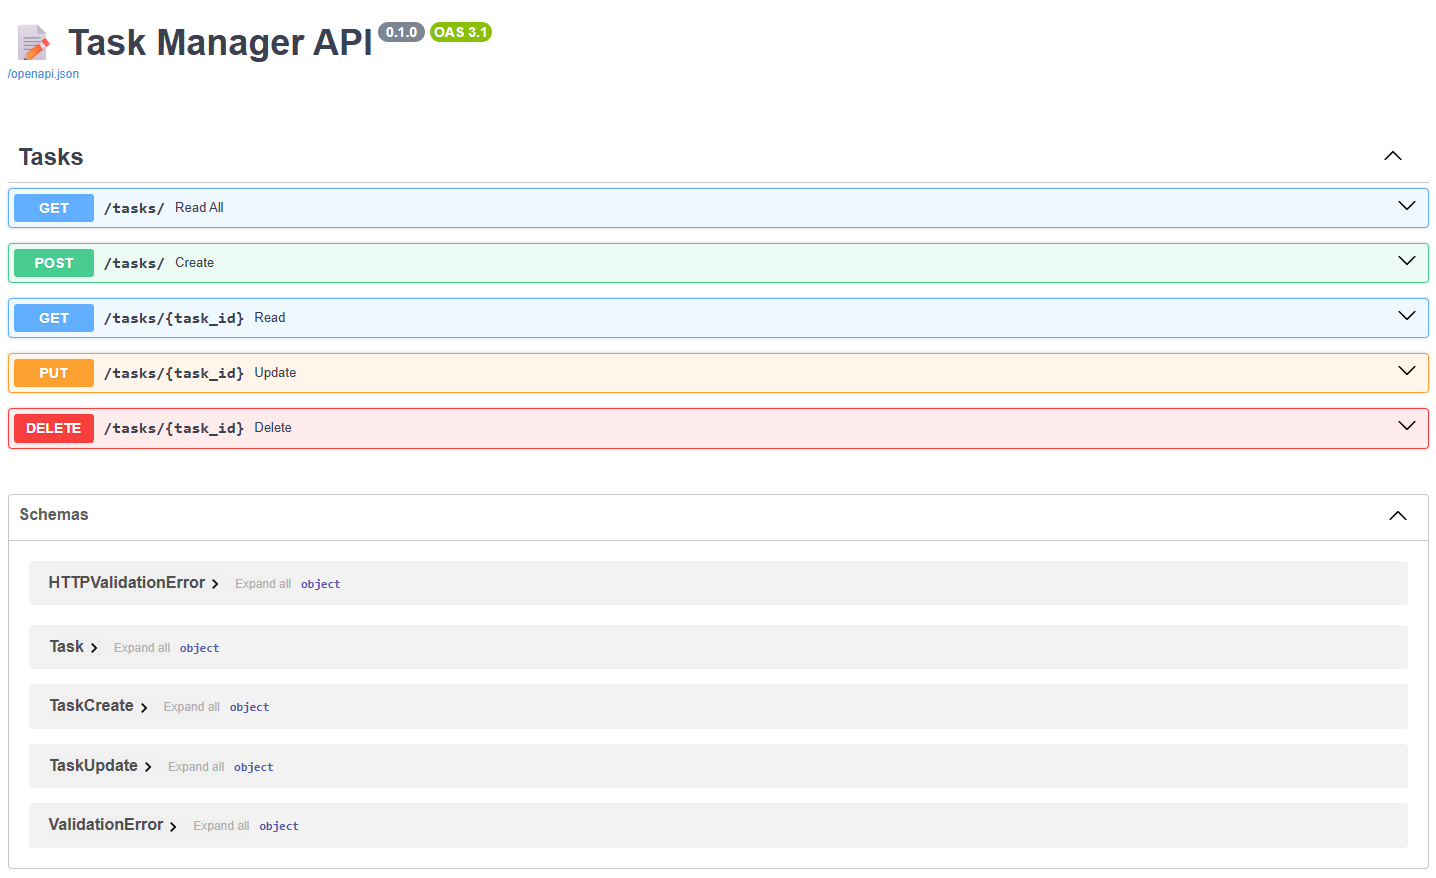 Task Manager API 0.1.0 OAS 3.1
/openapi.json
Tasks
GET /tasks/ Read All
POST /tasks/ Create
GET /tasks/{task_id} Read
PUT /tasks/{task_id} Update
DELETE /tasks/{task_id} Delete
Schemas
HTTPValidationError Expand all object
Task Expand all object
TaskCreate Expand all object
TaskUpdate Expand all object
ValidationError Expand all object